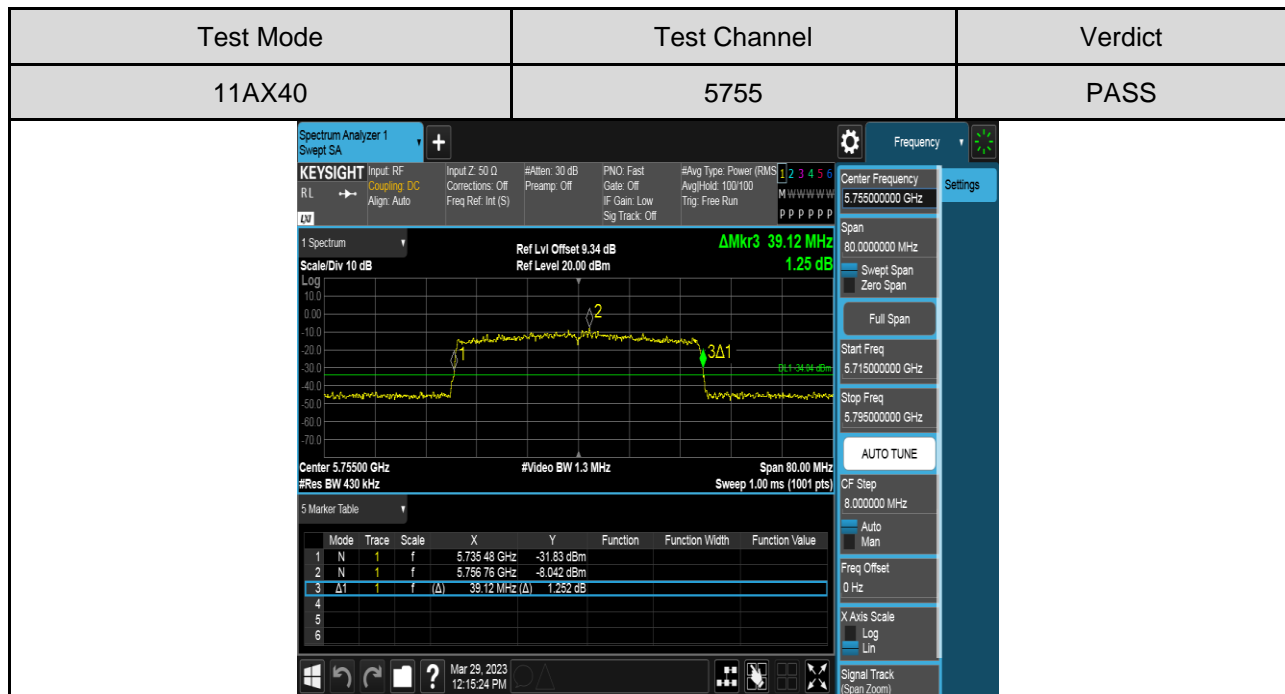 Test Mode Test Channel Verdict
11AX40 5755 PASS
Spectrum Analyzer 1
Swept SA
+
Frequency
KEYSIGHT Input: RF Input Z: 50 Ω #Atten: 30 dB PNO: Fast #Avg Type: Power (RMS 1 2 3 4 5 6
RL Coupling: DC Corrections: Off Preamp: Off Gate: Off Avg|Hold: 100/100 M W W W W W
Align: Auto Freq Ref: Int (S) IF Gain: Low Trig: Free Run
LXI Sig Track: Off P P P P P P
1 Spectrum Ref Lvl Offset 9.34 dB ΔMkr3 39.12 MHz
Scale/Div 10 dB Ref Level 20.00 dBm 1.25 dB
Log
10.0
0.00
-10.0
-20.0
-30.0
-40.0
-50.0
-60.0
-70.0
2
1
3Δ1
DL1 -34.04 dBm
Center 5.75500 GHz #Video BW 1.3 MHz Span 80.00 MHz
#Res BW 430 kHz Sweep 1.00 ms (1001 pts)
5 Marker Table
Mode Trace Scale X Y Function Function Width Function Value
1 N 1 f 5.735 48 GHz -31.83 dBm
2 N 1 f 5.756 76 GHz -8.042 dBm
3 Δ1 1 f (Δ) 39.12 MHz (Δ) 1.252 dB
4
5
6
?
Mar 29, 2023
12:15:24 PM
Center Frequency
5.755000000 GHz
Settings
Span
80.0000000 MHz
Swept Span
Zero Span
Full Span
Start Freq
5.715000000 GHz
Stop Freq
5.795000000 GHz
AUTO TUNE
CF Step
8.000000 MHz
Auto
Man
Freq Offset
0 Hz
X Axis Scale
Log
Lin
Signal Track
(Span Zoom)